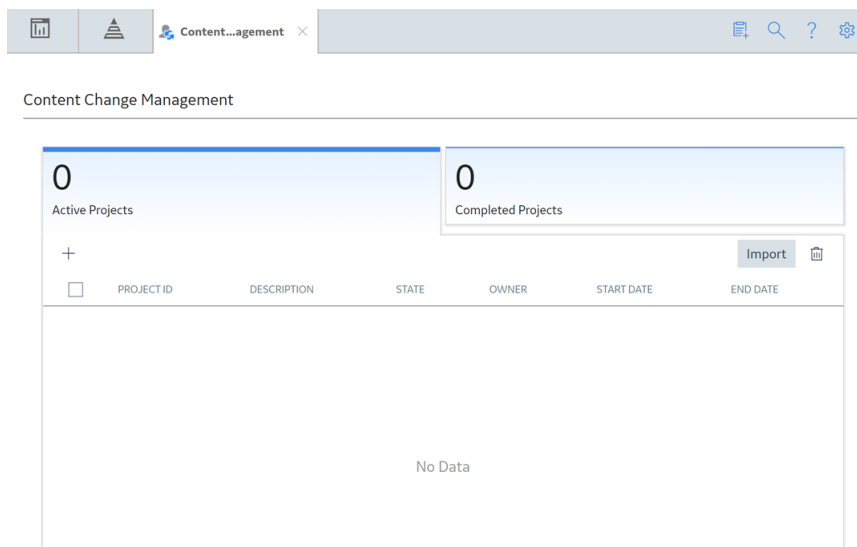 Content...agement
Content Change Management
0
Active Projects
0
Completed Projects
Import
PROJECT ID DESCRIPTION STATE OWNER START DATE END DATE
No Data